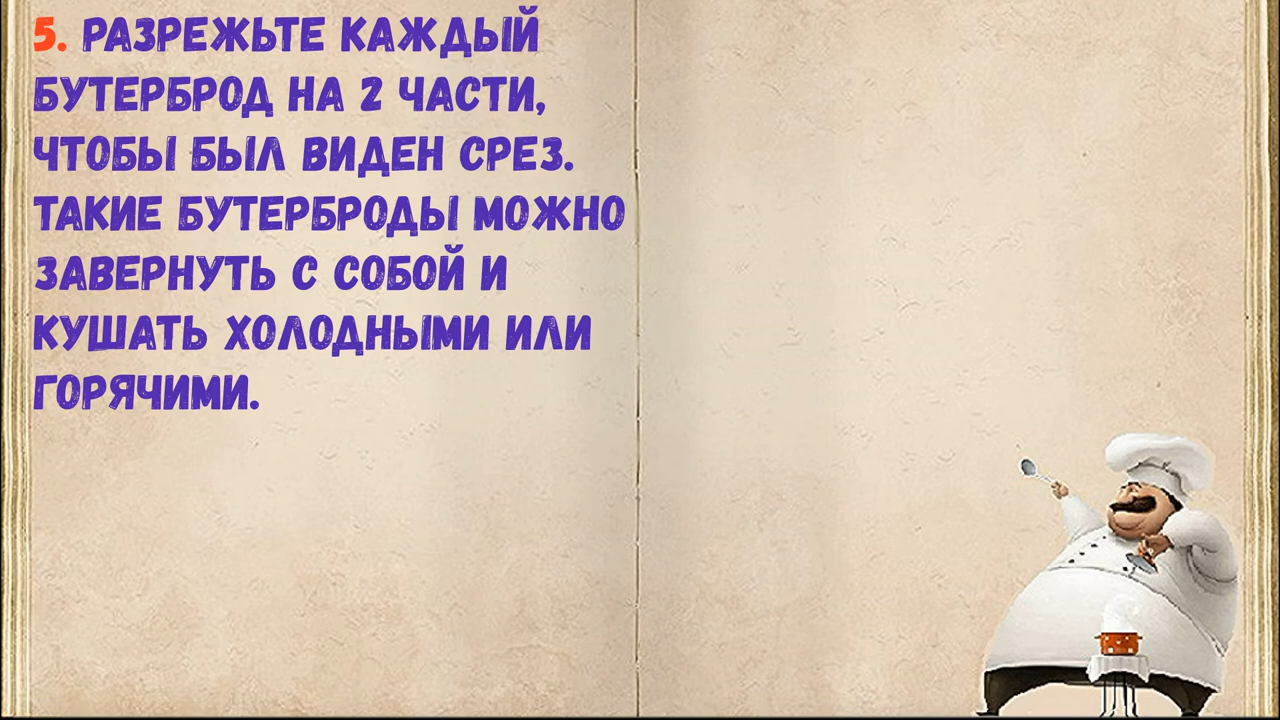 5. РАЗРЕЖЬТЕ КАЖДЫЙ
БУТЕРБРОД НА 2 ЧАСТИ,
ЧТОБЫ БЫЛ ВИДЕН СРЕЗ.
ТАКИЕ БУТЕРБРОДЫ МОЖНО
ЗАВЕРНУТЬ С СОБОЙ И
КУШАТЬ ХОЛОДНЫМИ ИЛИ
ГОРЯЧИМИ.